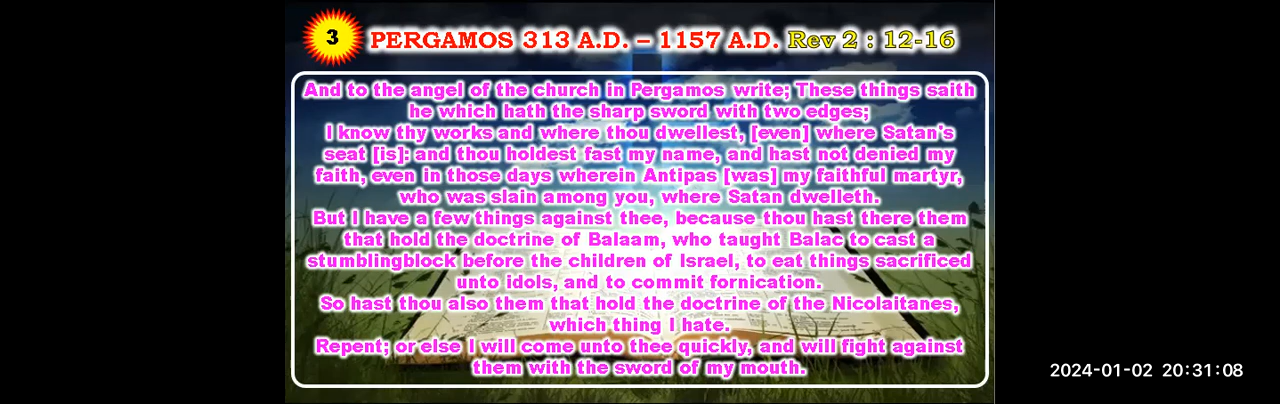 3 PERGAMOS 313 A.D. – 1157 A.D. Rev 2 : 12-16
And to the angel of the church in Pergamos write; These things saith
he which hath the sharp sword with two edges;
I know thy works and where thou dwellest, [even] where Satan's
seat [is]: and thou holdest fast my name, and hast not denied my
faith, even in those days wherein Antipas [was] my faithful martyr,
who was slain among you, where Satan dwelleth.
But I have a few things against thee, because thou hast there them
that hold the doctrine of Balaam, who taught Balac to cast a
stumblingblock before the children of Israel, to eat things sacrificed
unto idols, and to commit fornication.
So hast thou also them that hold the doctrine of the Nicolaitanes,
which thing I hate.
Repent; or else I will come unto thee quickly, and will fight against
them with the sword of my mouth.
2024-01-02 20:31:08